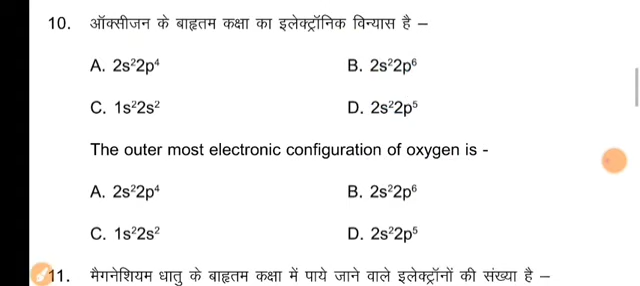 10. ऑक्सीजन के बाह्यतम कक्षा का इलेक्ट्रॉनिक विन्यास है –
A. 2s²2p⁴ B. 2s²2p⁶
C. 1s²2s² D. 2s²2p⁵
The outer most electronic configuration of oxygen is -
A. 2s²2p⁴ B. 2s²2p⁶
C. 1s²2s² D. 2s²2p⁵
11. मैगनेशियम धातु के बाह्यतम कक्षा में पाये जाने वाले इलेक्ट्रॉनों की संख्या है –